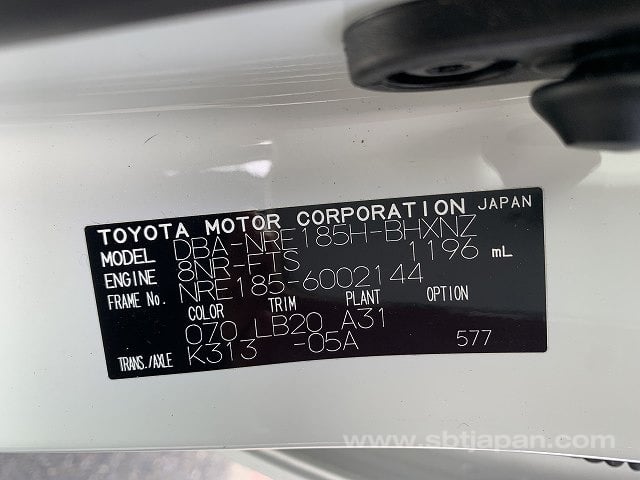 TOYOTA MOTOR CORPORATION JAPAN
MODEL DBA-NRE185H-BHXNZ
ENGINE 8NR-FTS 1196 mL
FRAME No. NRE185-6002144
COLOR TRIM PLANT OPTION
070 LB20 A31
TRANS./AXLE K313 -05A 577
www.sbtjapan.com